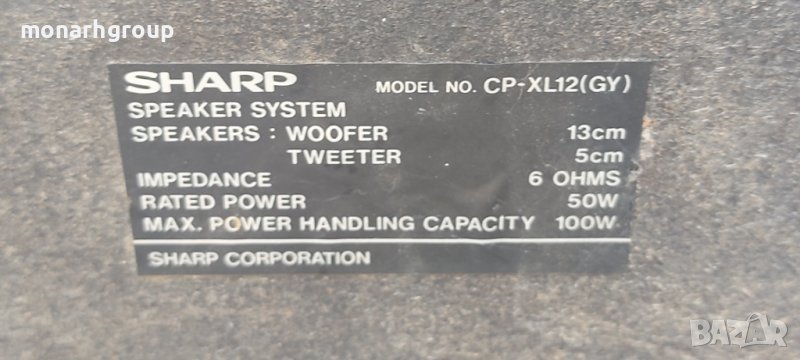 monarhgroup
SHARP MODEL NO. CP-XL12(GY)
SPEAKER SYSTEM
SPEAKERS : WOOFER 13cm
TWEETER 5cm
IMPEDANCE 6 OHMS
RATED POWER 50W
MAX. POWER HANDLING CAPACITY 100W
SHARP CORPORATION
BAZAR